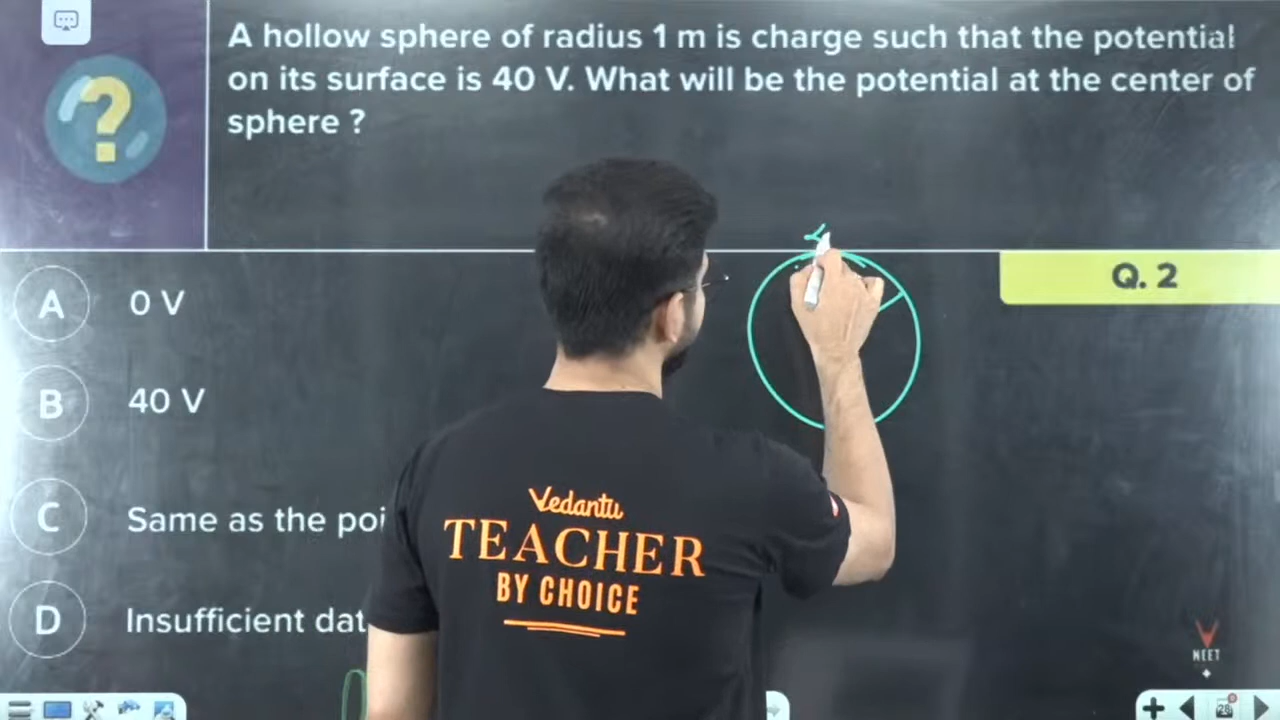 A hollow sphere of radius 1 m is charge such that the potential
on its surface is 40 V. What will be the potential at the center of
sphere ?
Q. 2
A 0 V
B 40 V
C Same as the poi
D Insufficient dat
Vedantu
TEACHER
BY CHOICE
NEET
28